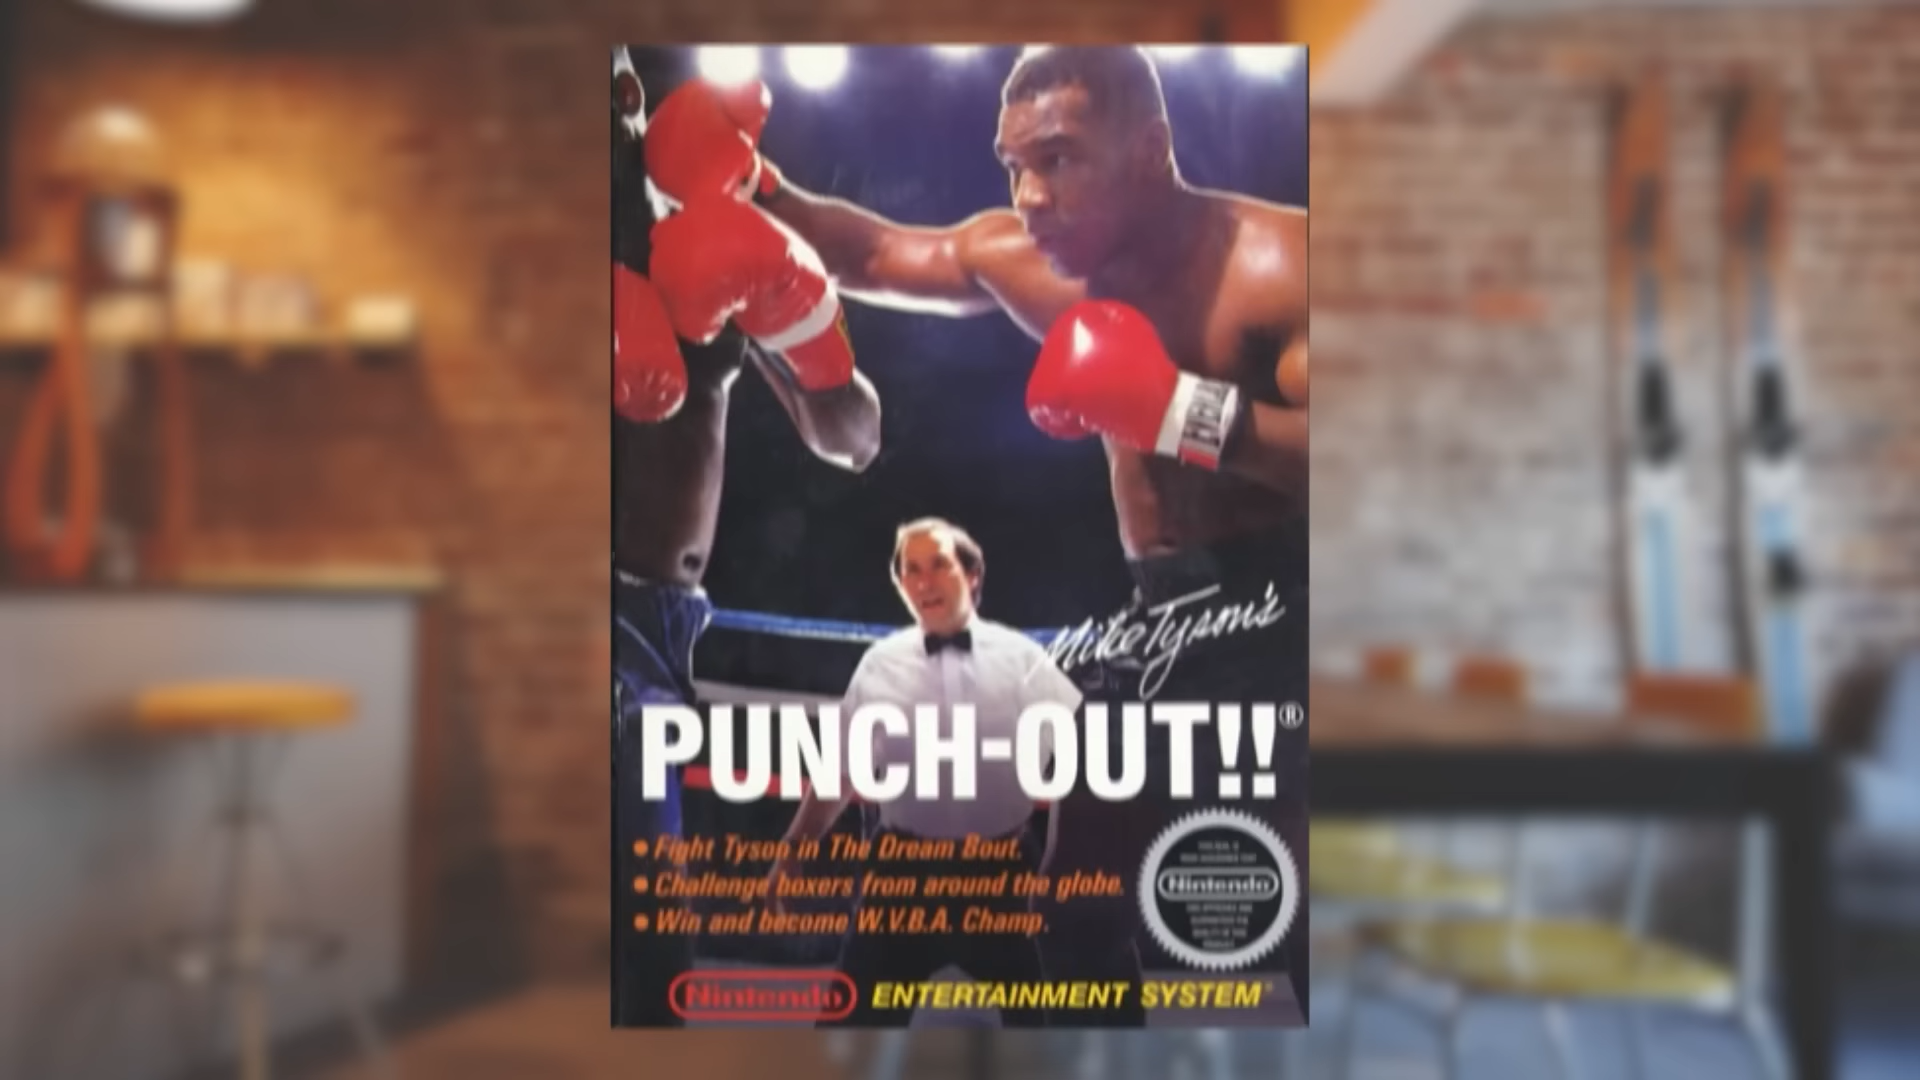 Mike Tyson's
PUNCH-OUT!!®
• Fight Tyson in The Dream Bout.
• Challenge boxers from around the globe.
• Win and become W.V.B.A. Champ.
Nintendo
Nintendo ENTERTAINMENT SYSTEM